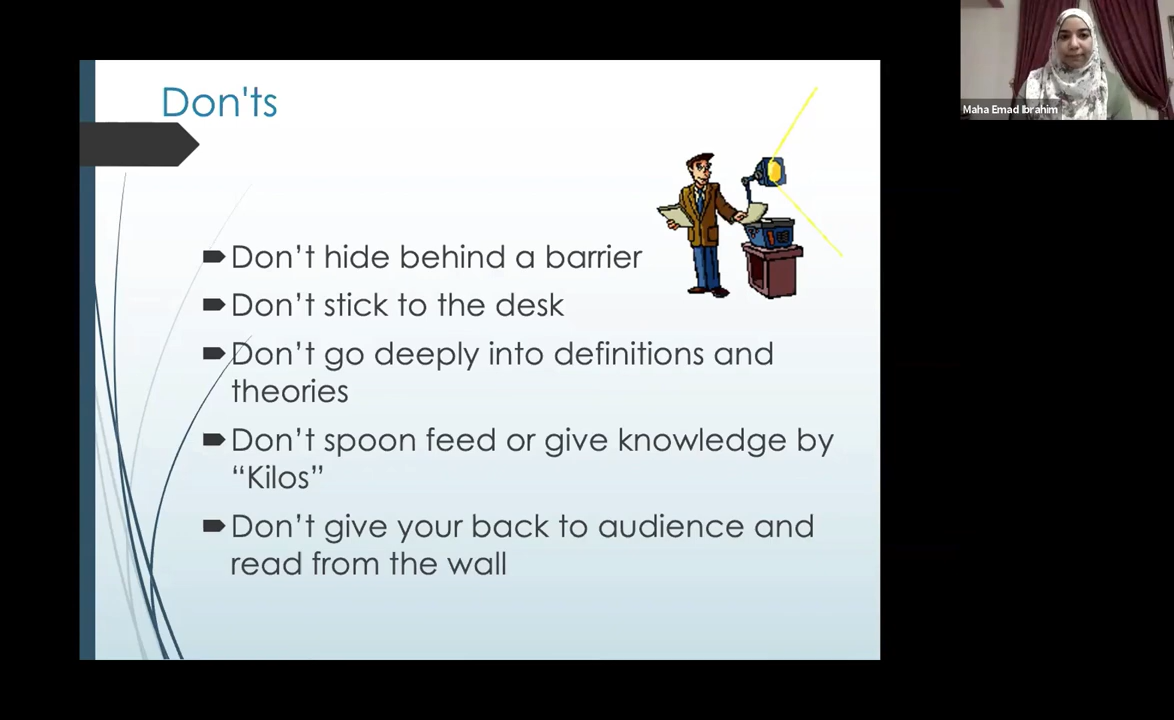 Don'ts
Don’t hide behind a barrier
Don’t stick to the desk
Don’t go deeply into definitions and
theories
Don’t spoon feed or give knowledge by
“Kilos”
Don’t give your back to audience and
read from the wall
Maha Emad Ibrahim